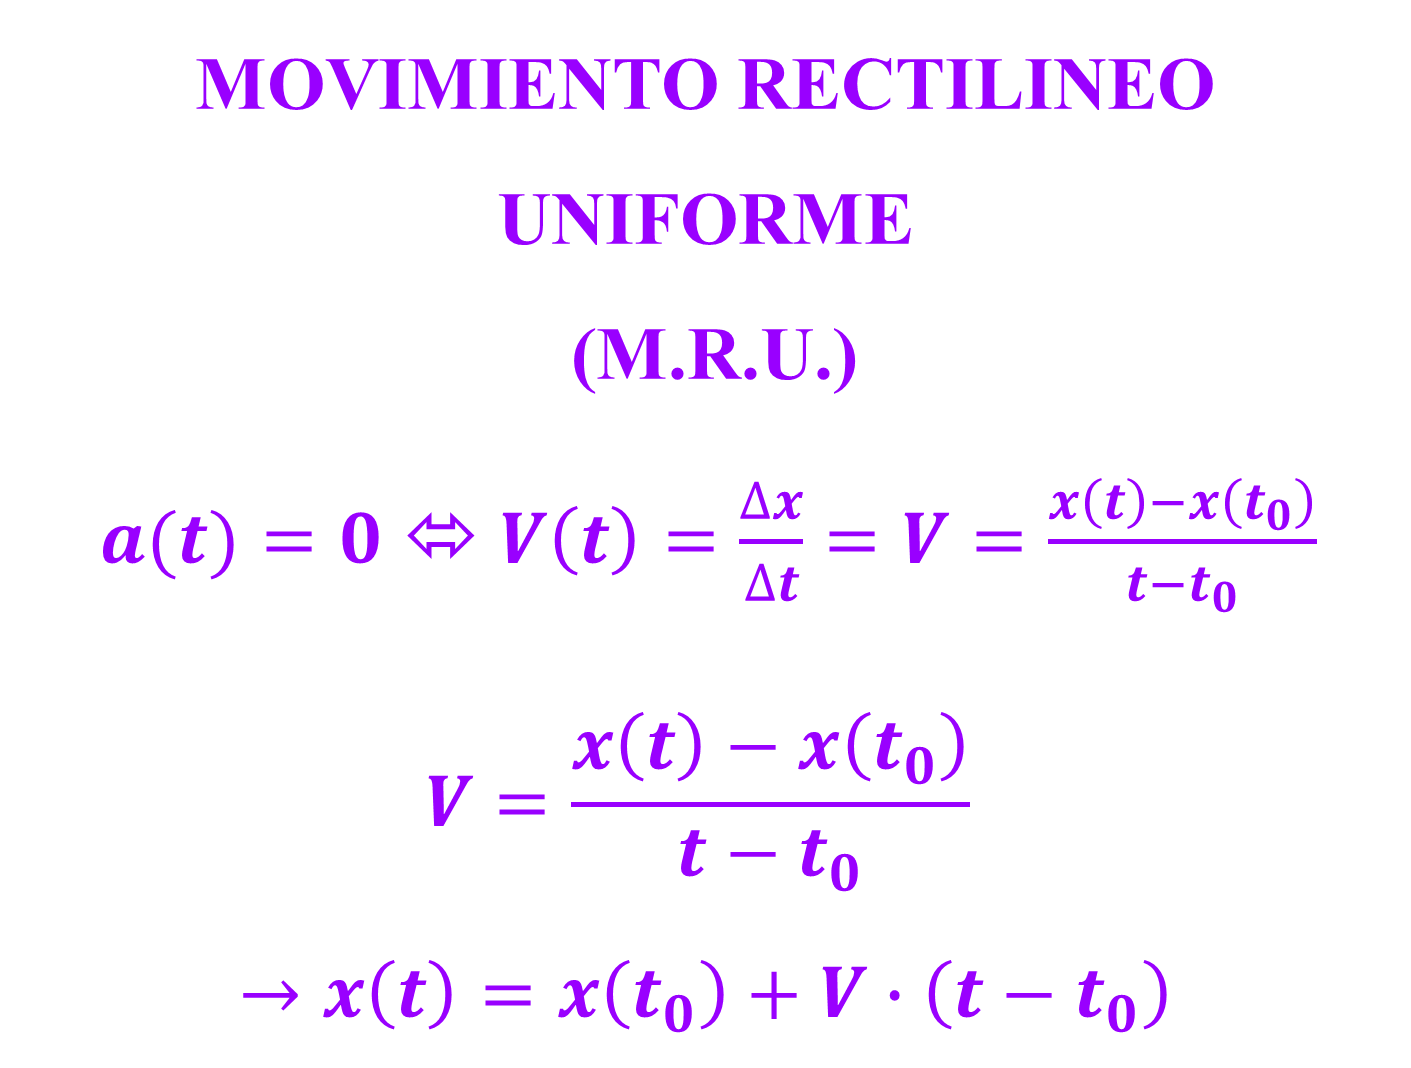 MOVIMIENTO RECTILINEO
UNIFORME
(M.R.U.)
a(t) = 0 ⇔ V(t) = Δx/Δt = V = x(t)−x(t₀)/t−t₀
V = x(t) − x(t₀)/t − t₀
→ x(t) = x(t₀) + V · (t − t₀)